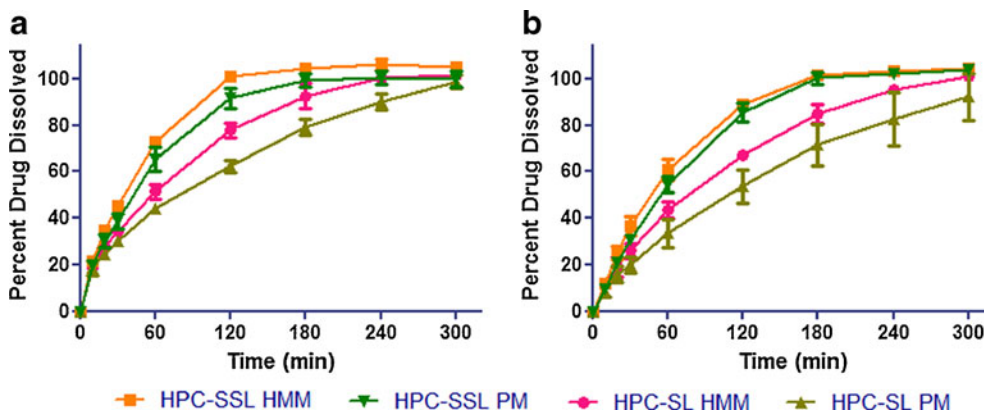 a
b
Percent Drug Dissolved
100
80
60
40
20
0
0 60 120 180 240 300
Time (min)
Percent Drug Dissolved
100
80
60
40
20
0
0 60 120 180 240 300
Time (min)
HPC-SSL HMM HPC-SSL PM HPC-SL HMM HPC-SL PM